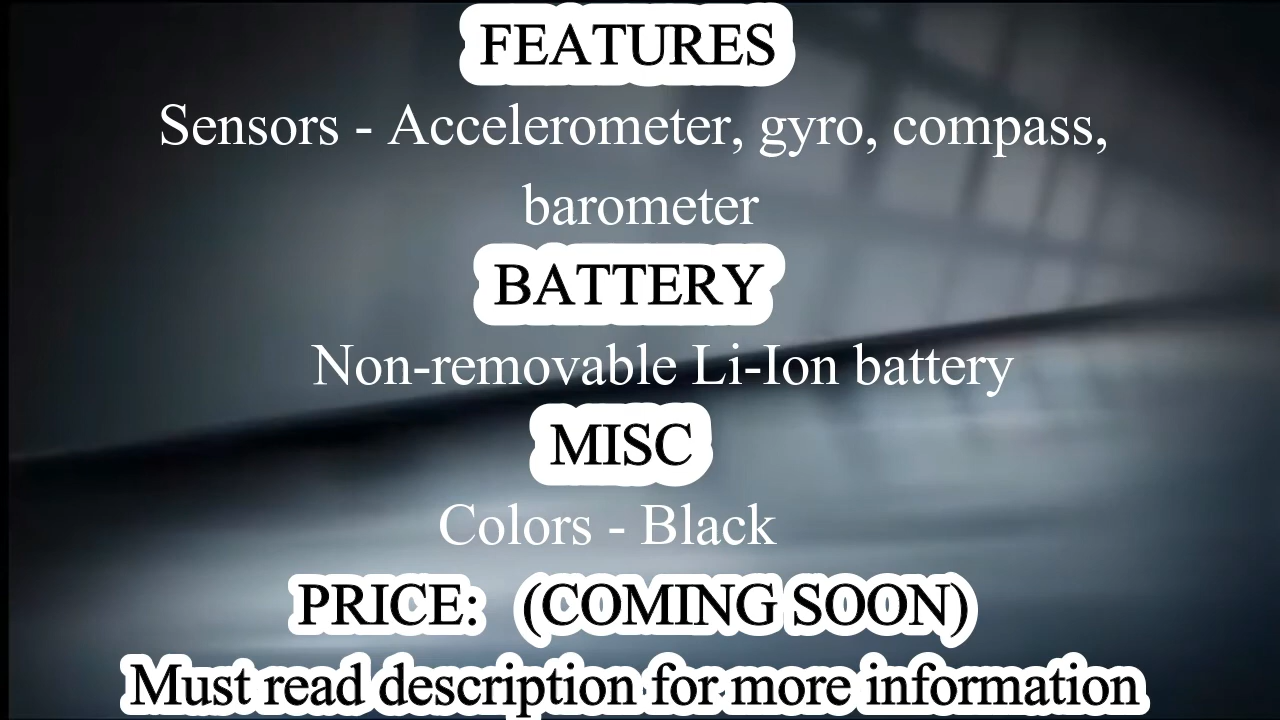 FEATURES
Sensors - Accelerometer, gyro, compass,
barometer
BATTERY
Non-removable Li-Ion battery
MISC
Colors - Black
PRICE: (COMING SOON)
Must read description for more information